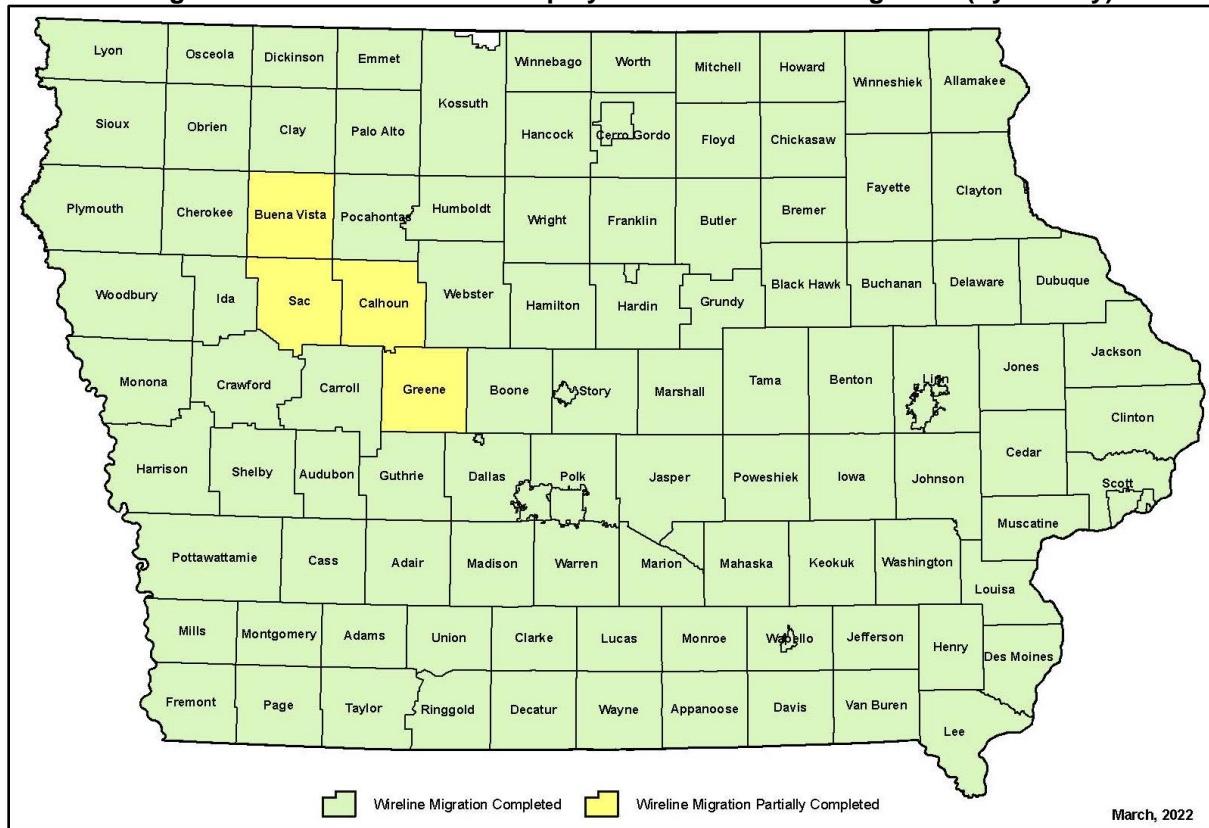 Lyon Osceola Dickinson Emmet Winnebago Worth Mitchell Howard Winneshiek Allamakee
Kossuth
Sioux Obrien Clay Palo Alto Hancock Cerro Gordo Floyd Chickasaw
Fayette Clayton
Plymouth Cherokee Buena Vista Pocahontas Humboldt Wright Franklin Butler Bremer
Woodbury Ida Sac Calhoun Webster Hamilton Hardin Grundy Black Hawk Buchanan Delaware Dubuque
Monona Crawford Carroll Greene Boone Story Marshall Tama Benton Linn Jones Jackson
Clinton
Harrison Shelby Audubon Guthrie Dallas Polk Jasper Poweshiek Iowa Johnson Cedar Scott
Muscatine
Pottawattamie Cass Adair Madison Warren Marion Mahaska Keokuk Washington Louisa
Mills Montgomery Adams Union Clarke Lucas Monroe Wapello Jefferson Henry Des Moines
Fremont Page Taylor Ringgold Decatur Wayne Appanoose Davis Van Buren Lee
Wireline Migration Completed Wireline Migration Partially Completed
March, 2022